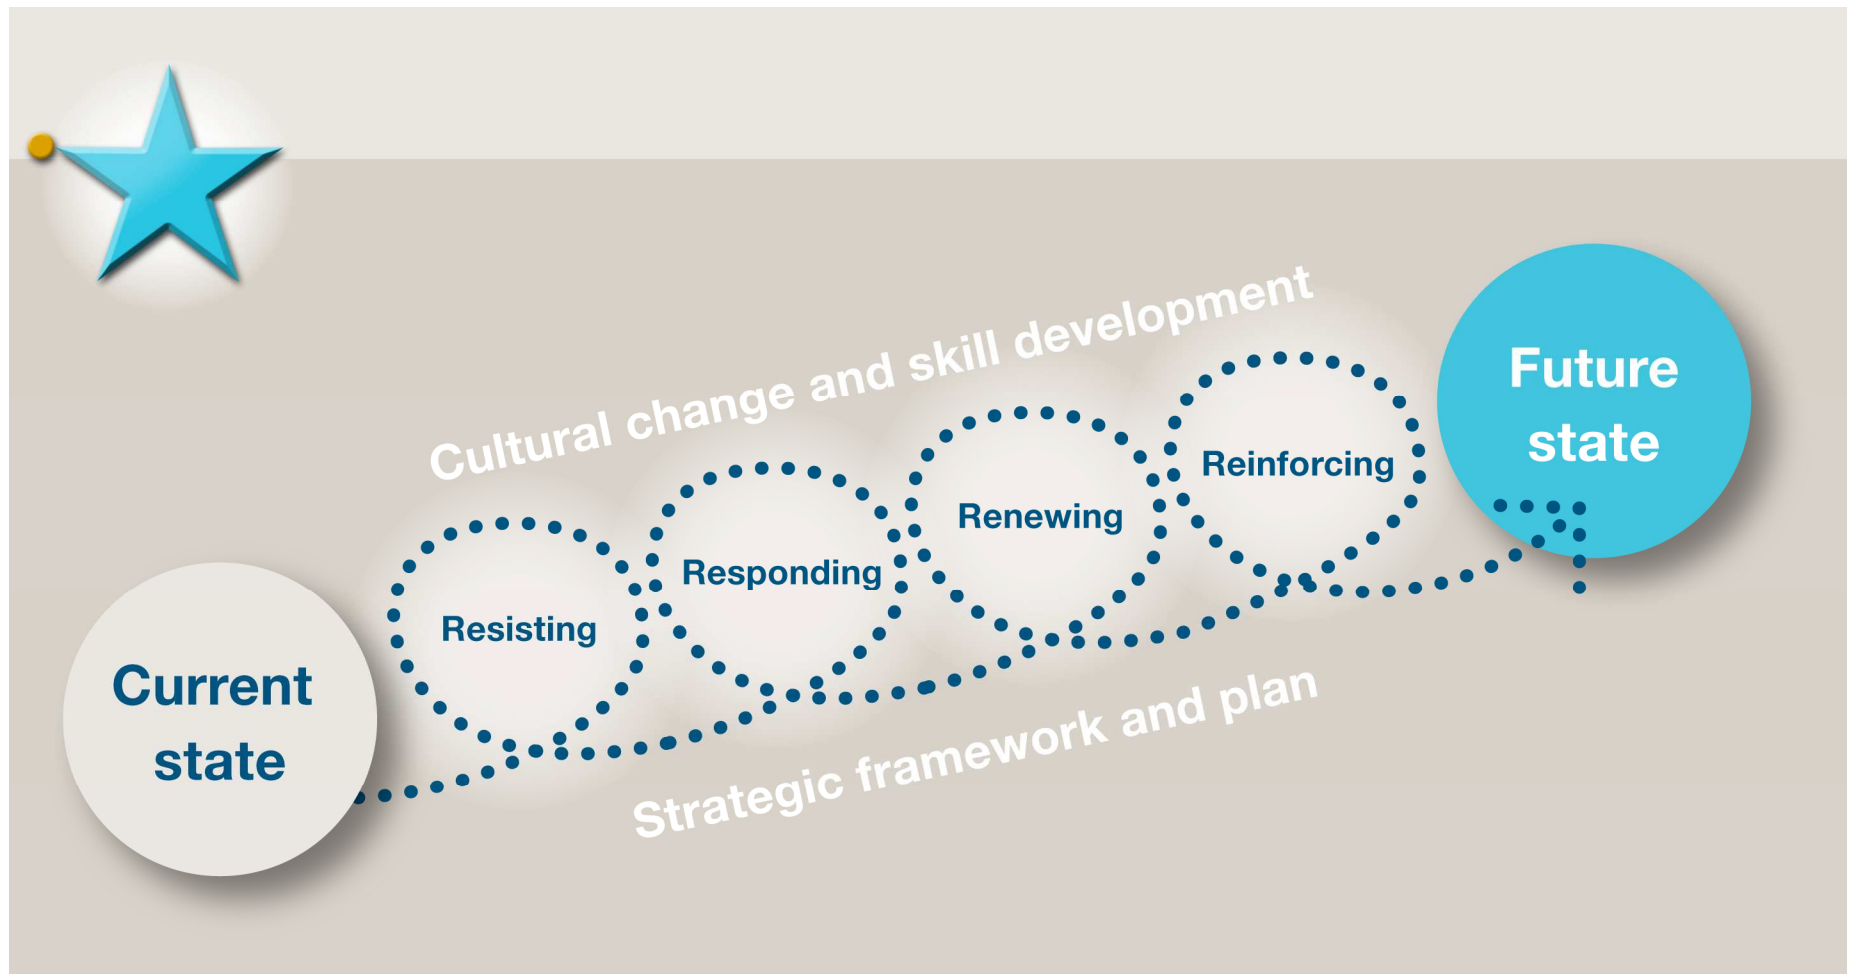 Cultural change and skill development
Future
state
Reinforcing
Renewing
Responding
Resisting
Current
state
Strategic framework and plan